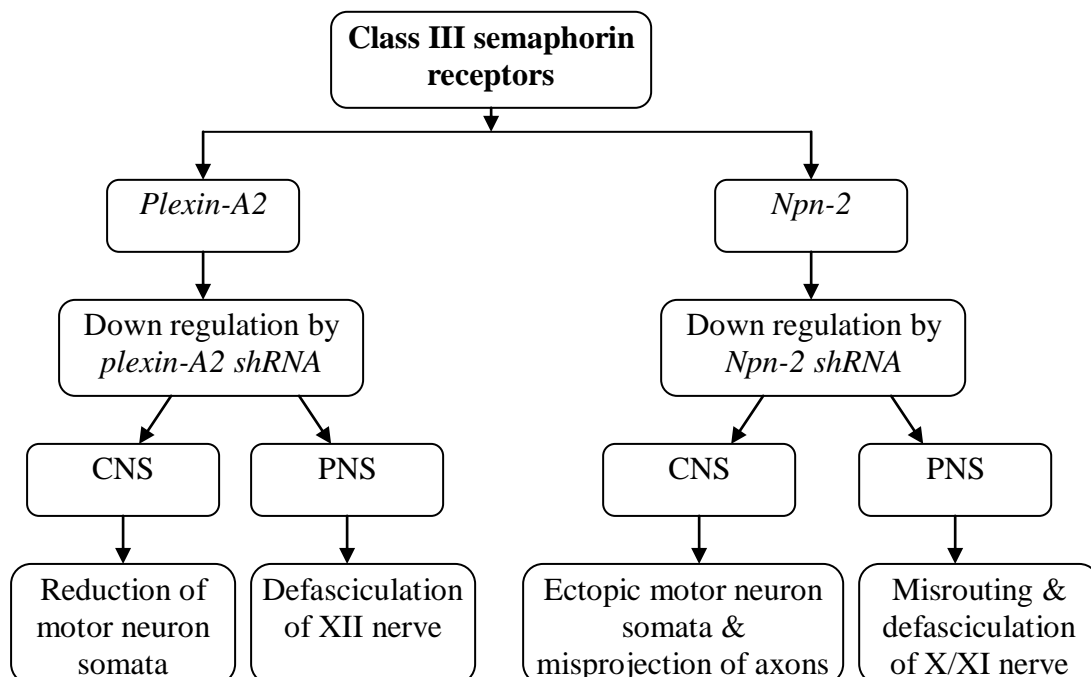 Class III semaphorin
receptors
Plexin-A2
Npn-2
Down regulation by
plexin-A2 shRNA
Down regulation by
Npn-2 shRNA
CNS
PNS
CNS
PNS
Reduction of
motor neuron
somata
Defasciculation
of XII nerve
Ectopic motor neuron
somata &
misprojection of axons
Misrouting &
defasciculation
of X/XI nerve